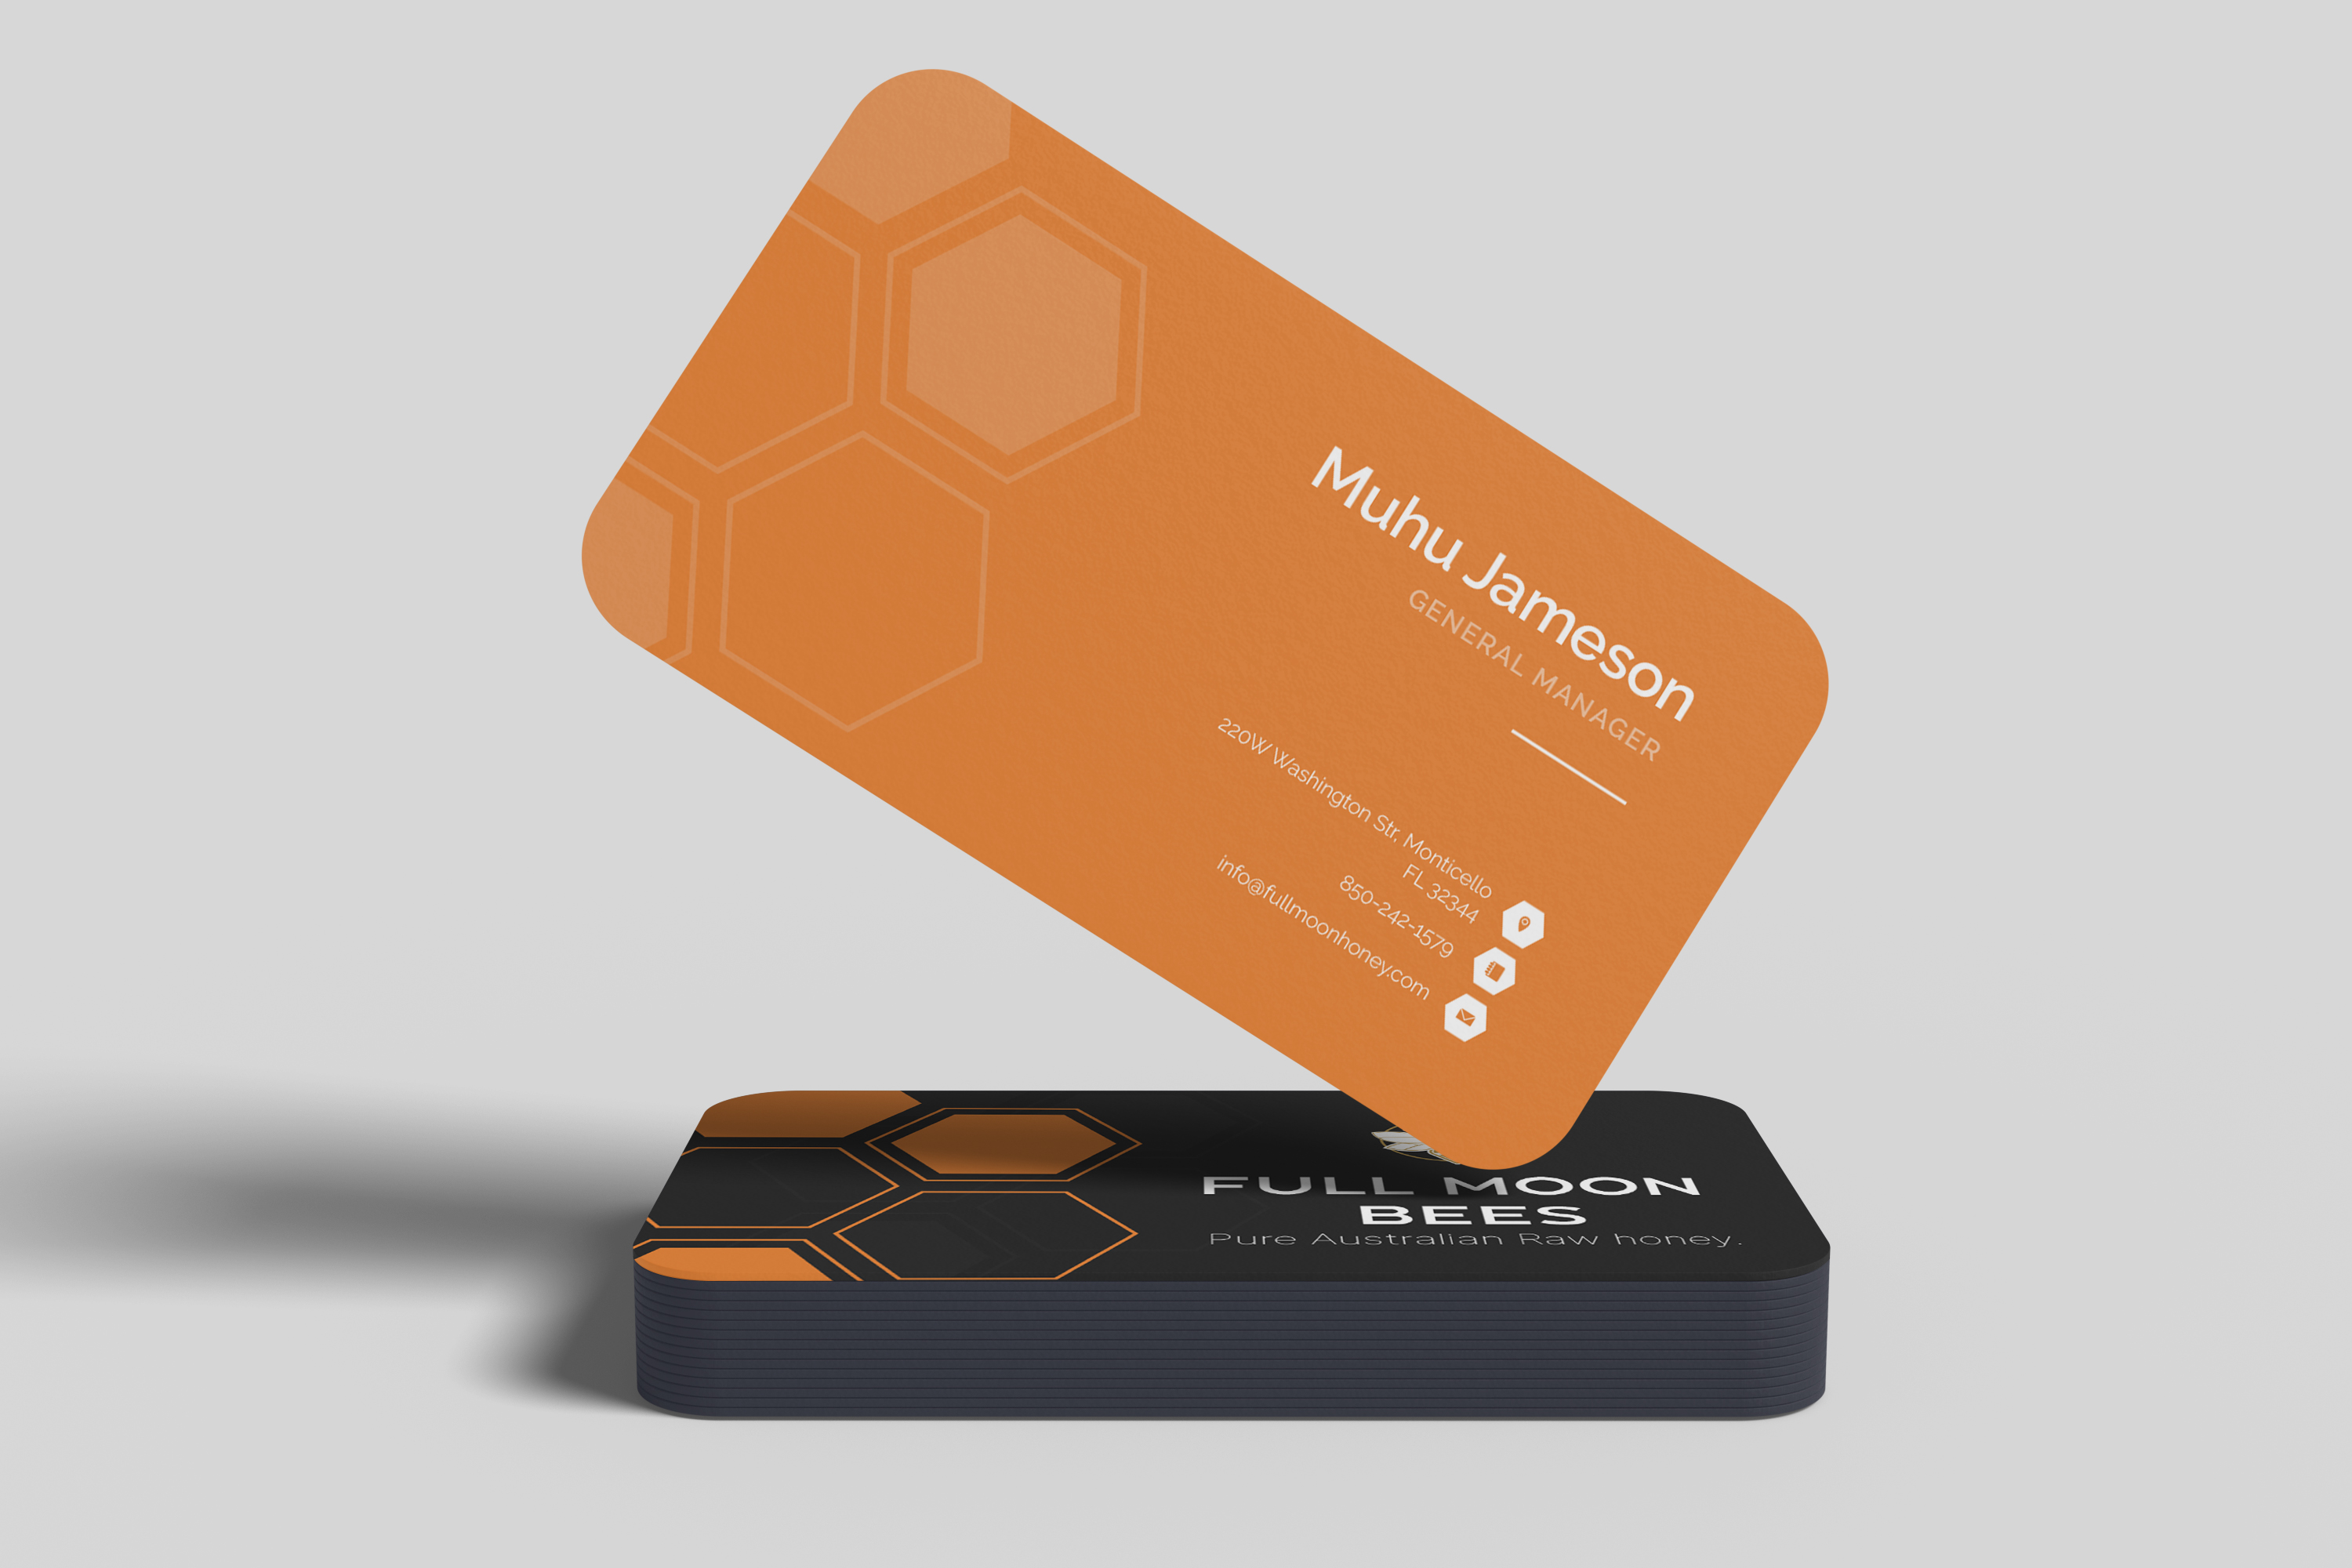 Muhu Jameson
GENERAL MANAGER
220W Washington Str, Monticello
FL 32344
850-242-1579
info@fullmoonhoney.com
FULL MOON
BEES
Pure Australian Raw honey.